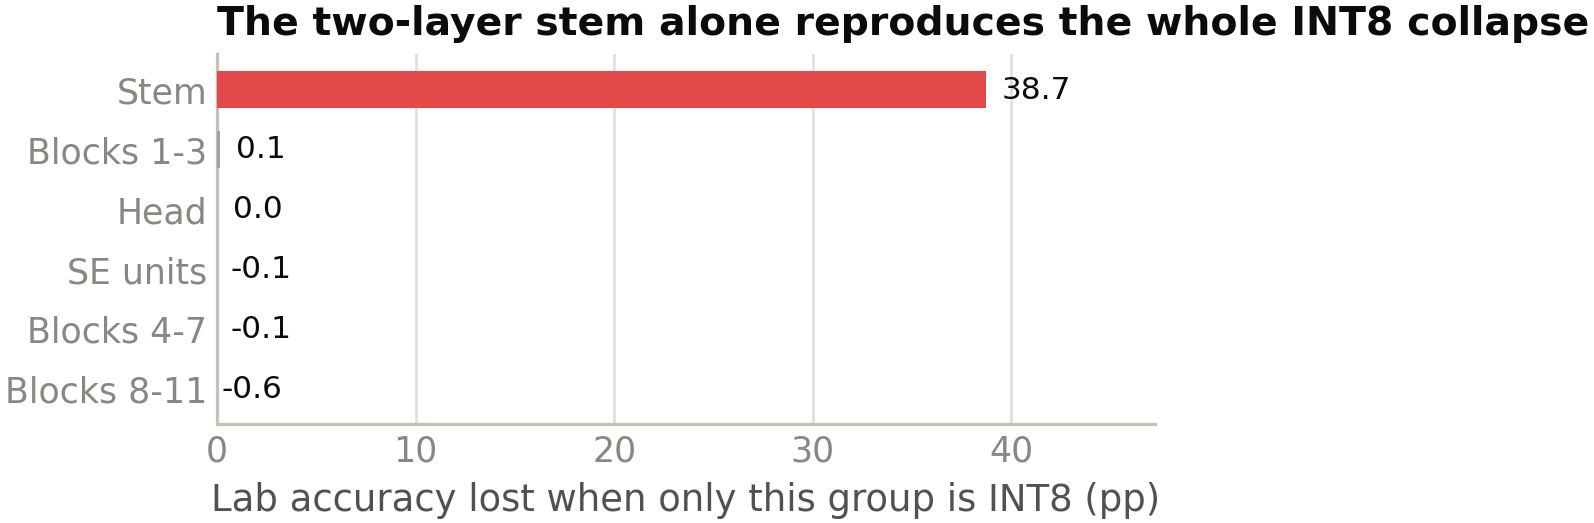 The two-layer stem alone reproduces the whole INT8 collapse
Stem 38.7
Blocks 1-3 0.1
Head 0.0
SE units -0.1
Blocks 4-7 -0.1
Blocks 8-11 -0.6
0 10 20 30 40
Lab accuracy lost when only this group is INT8 (pp)